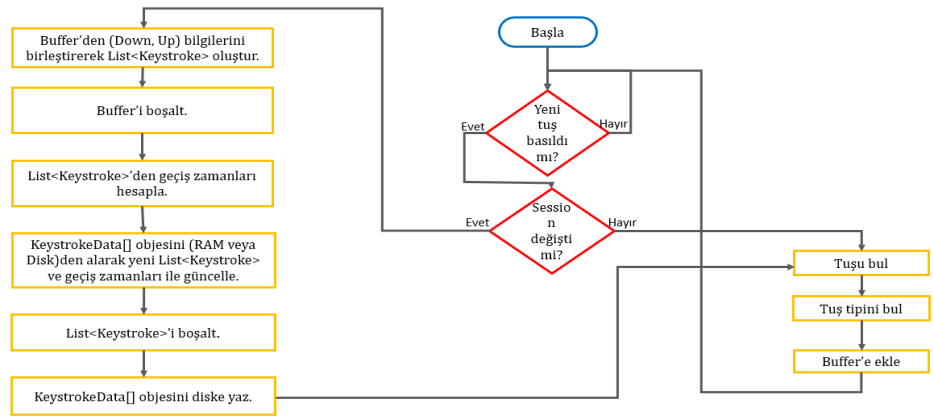 Başla
Yeni
tuş
basıldı
mı?
Evet
Hayır
Sessio
n
değişti
mi?
Evet
Hayır
Buffer’den (Down, Up) bilgilerini
birleştirerek List<Keystroke> oluştur.
Buffer’i boşalt.
List<Keystroke>’den geçiş zamanları
hesapla.
KeystrokeData[] objesini (RAM veya
Disk)den alarak yeni List<Keystroke>
ve geçiş zamanları ile güncelle.
List<Keystroke>’i boşalt.
KeystrokeData[] objesini diske yaz.
Tuşu bul
Tuş tipini bul
Buffer’e ekle